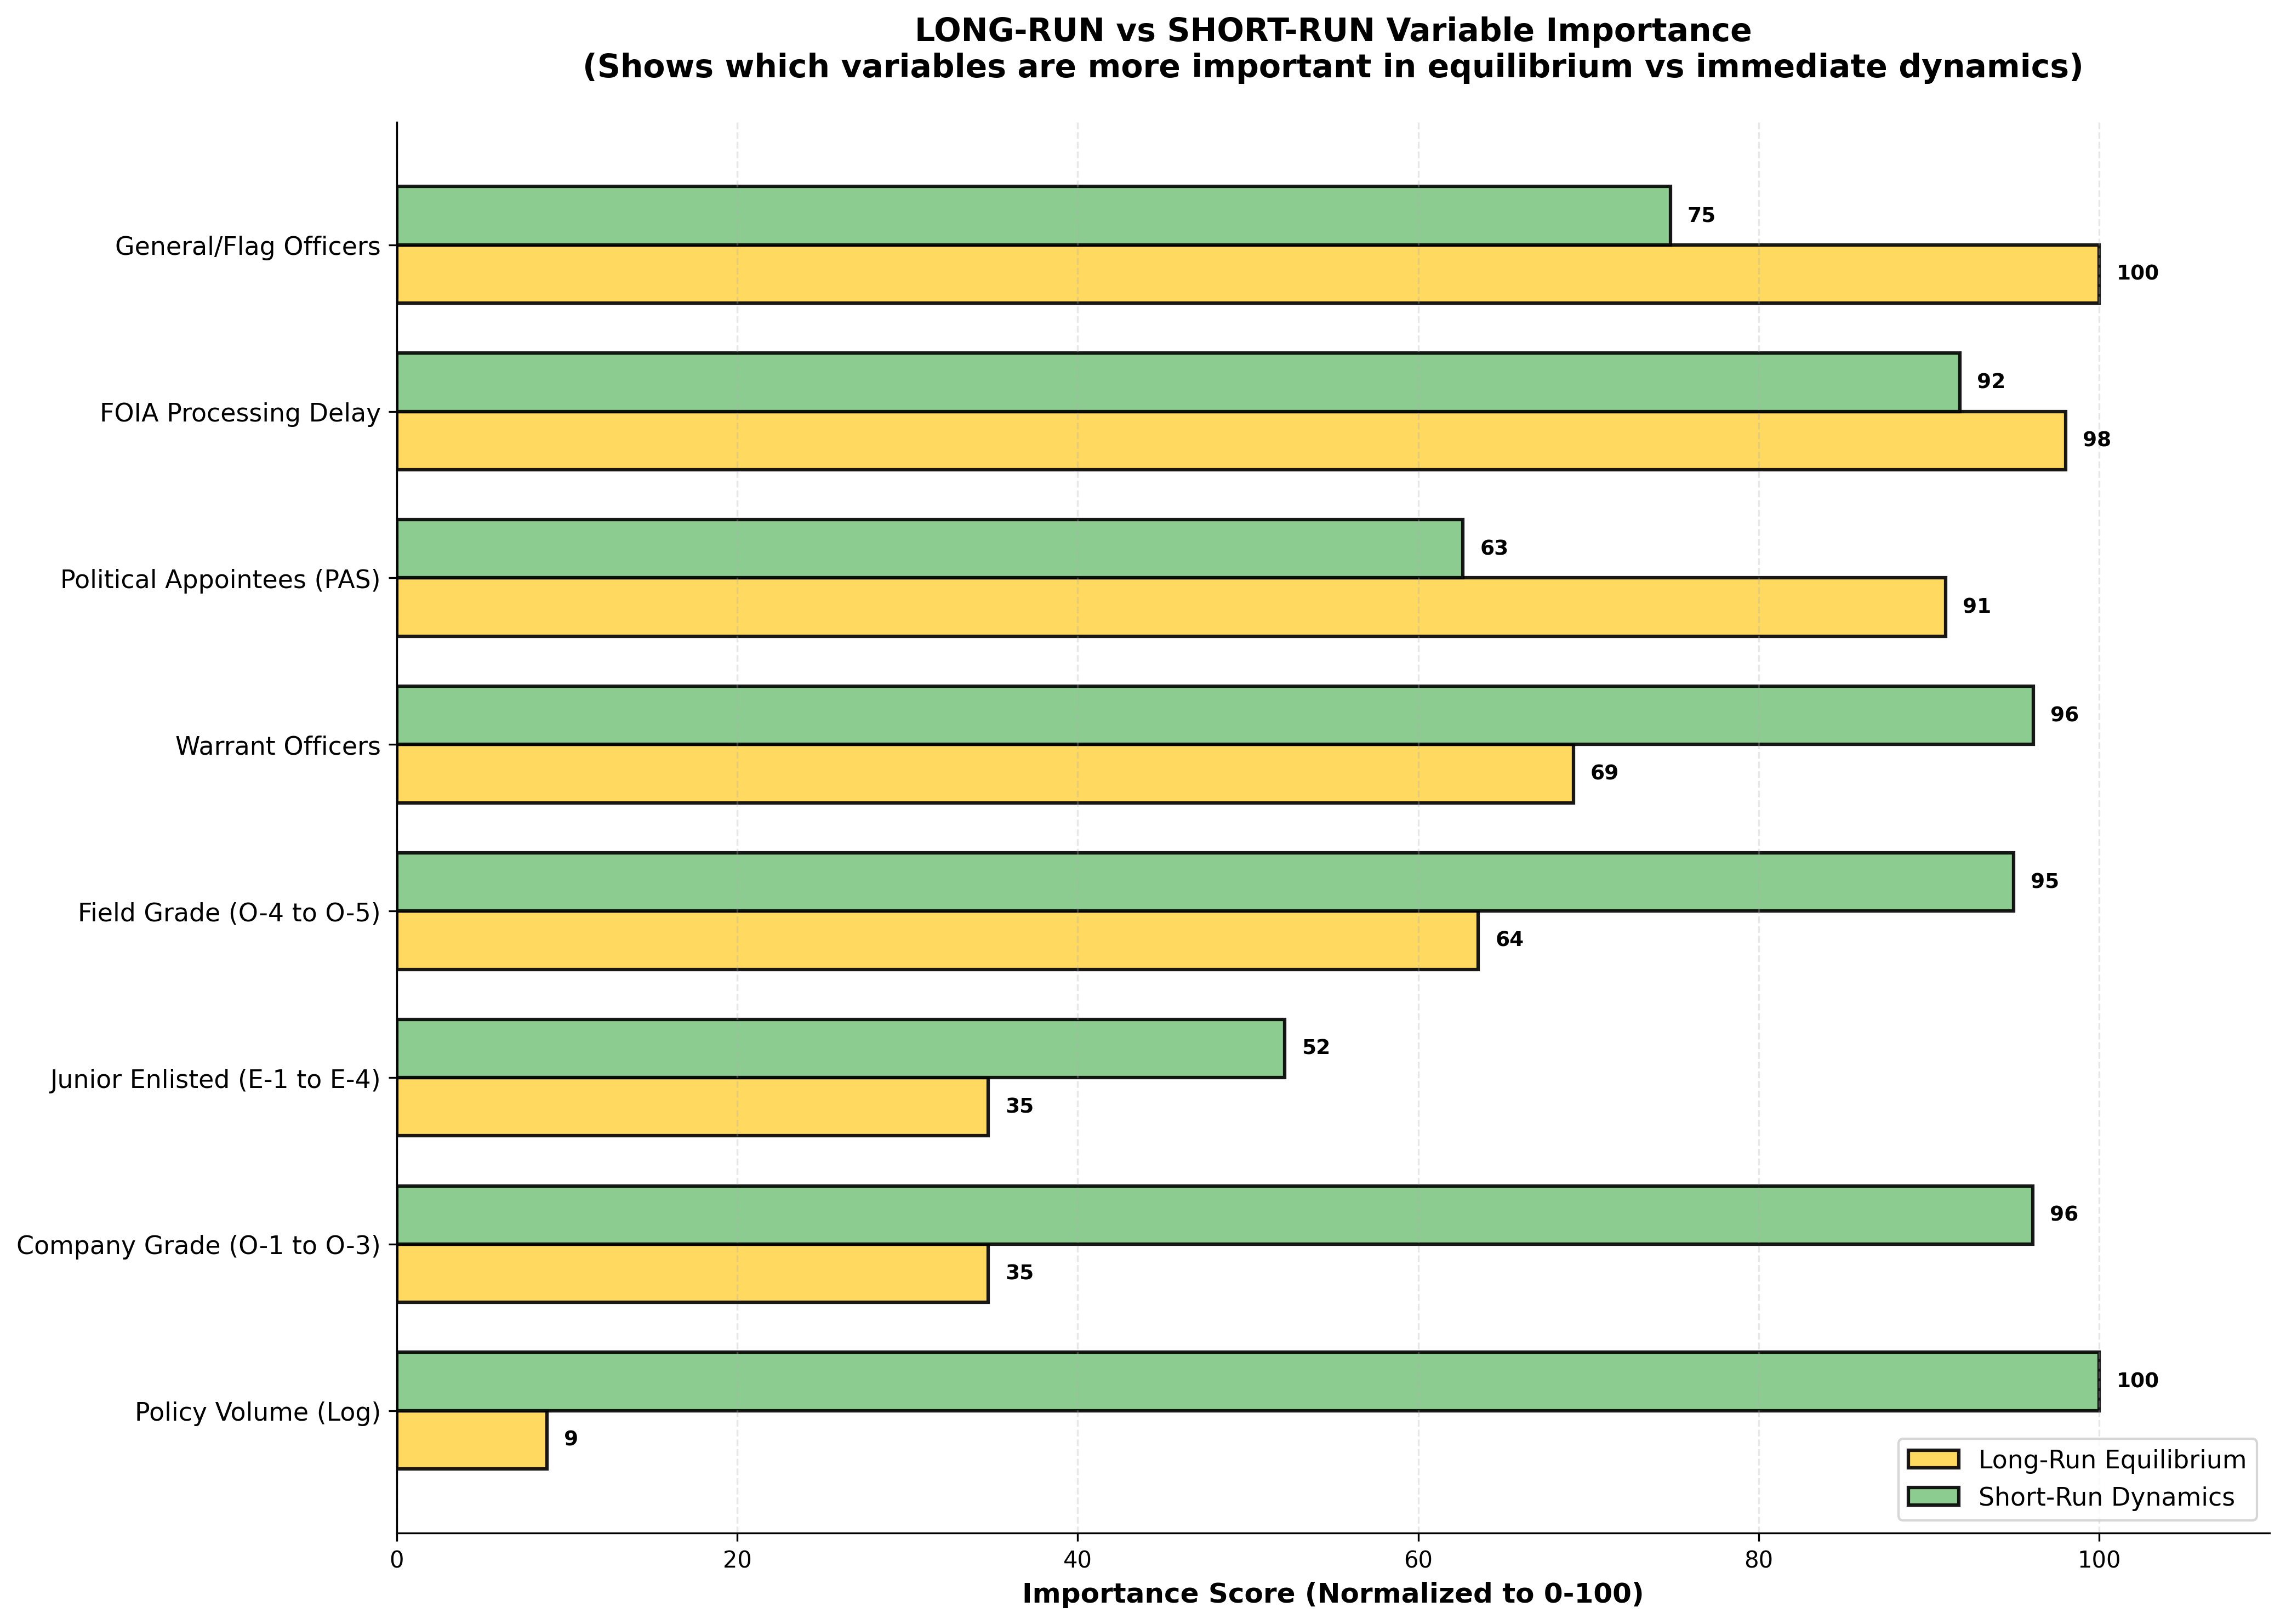 LONG-RUN vs SHORT-RUN Variable Importance
(Shows which variables are more important in equilibrium vs immediate dynamics)
General/Flag Officers
75
100
FOIA Processing Delay
92
98
Political Appointees (PAS)
63
91
Warrant Officers
96
69
Field Grade (O-4 to O-5)
95
64
Junior Enlisted (E-1 to E-4)
52
35
Company Grade (O-1 to O-3)
96
35
Policy Volume (Log)
100
9
Long-Run Equilibrium
Short-Run Dynamics
0 20 40 60 80 100
Importance Score (Normalized to 0-100)